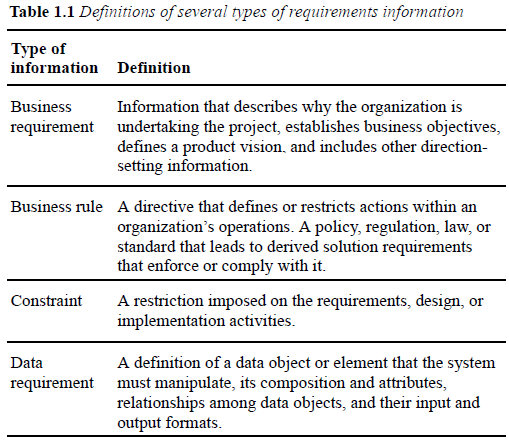 Table 1.1 Definitions of several types of requirements information
Type of
information Definition
Business requirement Information that describes why the organization is
undertaking the project, establishes business objectives,
defines a product vision, and includes other direction-
setting information.
Business rule A directive that defines or restricts actions within an
organization’s operations. A policy, regulation, law, or
standard that leads to derived solution requirements
that enforce or comply with it.
Constraint A restriction imposed on the requirements, design, or
implementation activities.
Data requirement A definition of a data object or element that the system
must manipulate, its composition and attributes,
relationships among data objects, and their input and
output formats.